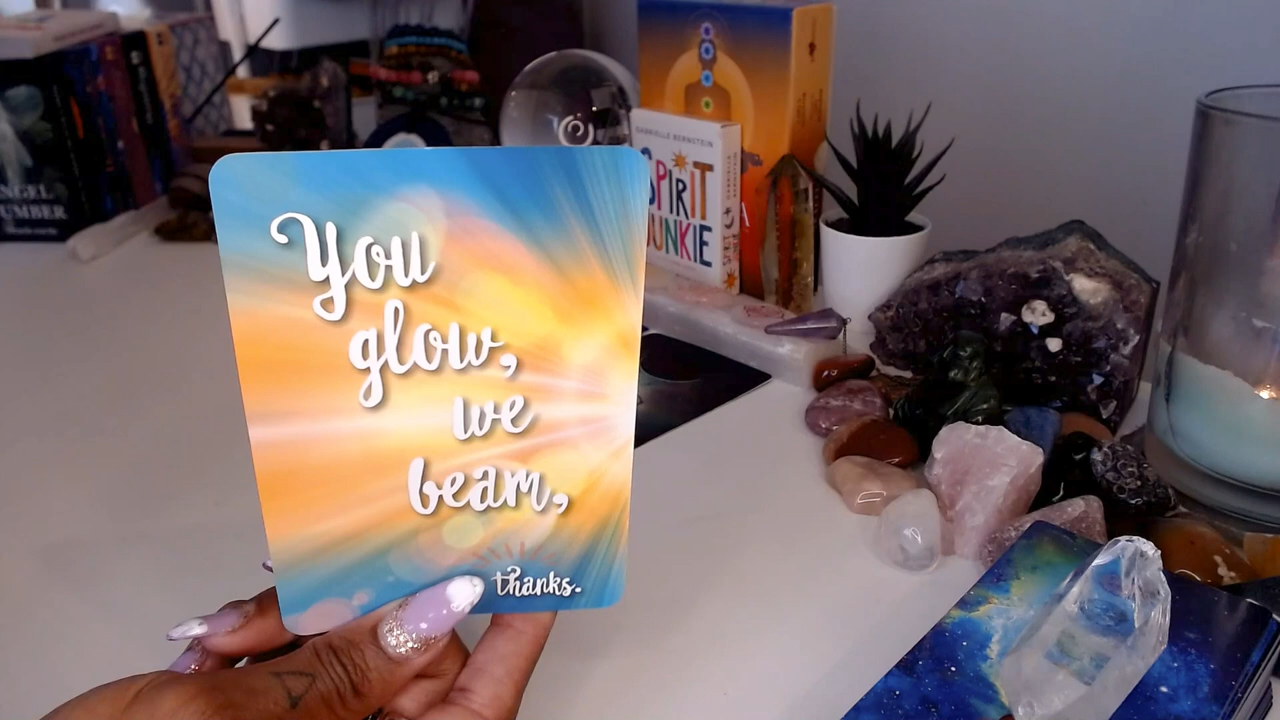 You
glow,
we
beam,
thanks.
GABRIELLE BERNSTEIN
SPIRIT
JUNKIE
ANGEL
NUMBER